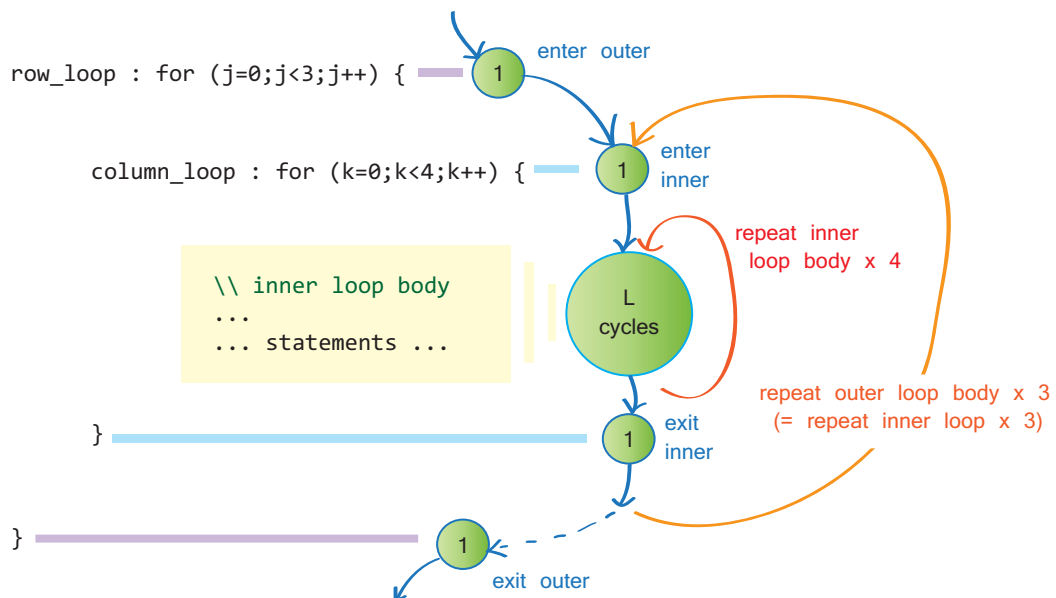 enter outer
row_loop : for (j=0;j<3;j++) {
1
column_loop : for (k=0;k<4;k++) {
1
enter
inner
repeat inner
loop body x 4
\\ inner loop body
...
... statements ...
L
cycles
repeat outer loop body x 3
(= repeat inner loop x 3)
}
1
exit
inner
}
1
exit outer